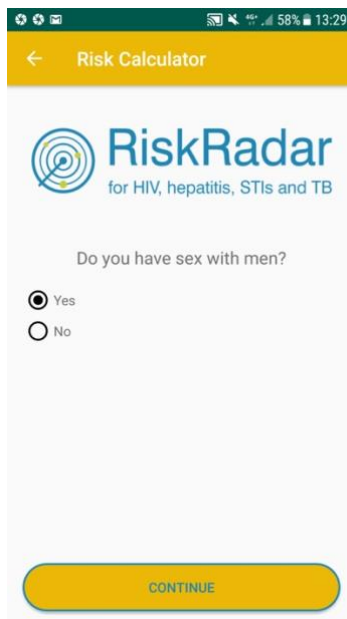 58% 13:29
Risk Calculator
RiskRadar
for HIV, hepatitis, STIs and TB
Do you have sex with men?
Yes
No
CONTINUE